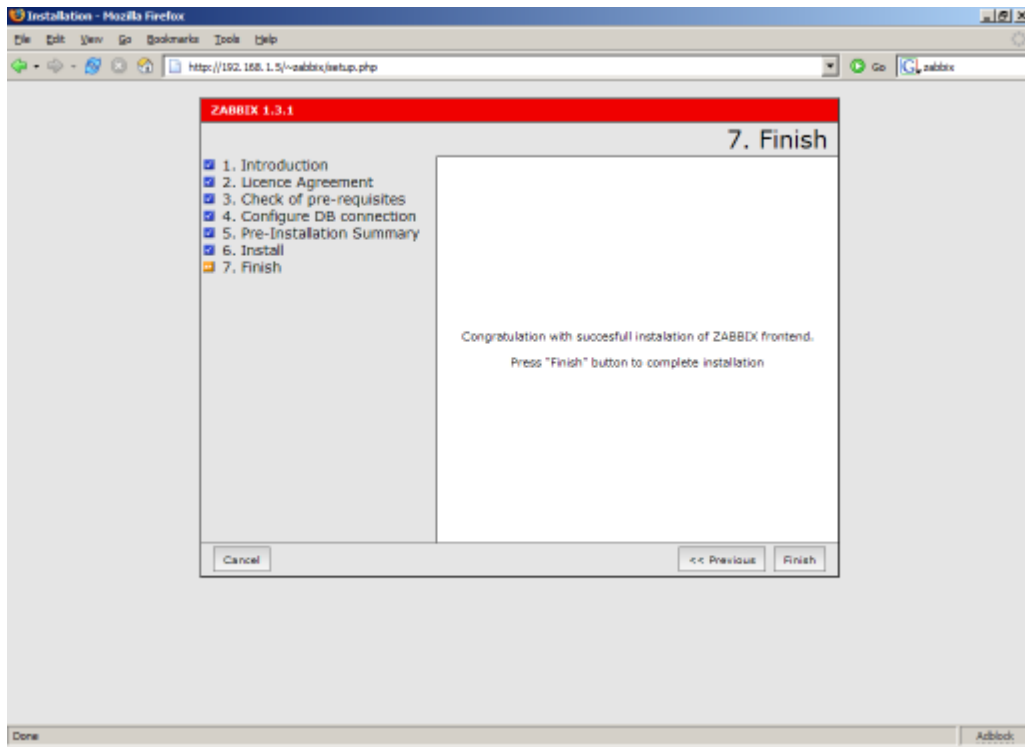 Installation - Mozilla Firefox
File Edit View Go Bookmarks Tools Help
http://192.168.1.5/~zabbix/setup.php Go zabbix
ZABBIX 1.3.1
7. Finish
1. Introduction
2. Licence Agreement
3. Check of pre-requisites
4. Configure DB connection
5. Pre-Installation Summary
6. Install
7. Finish
Congratulation with succesfull instalation of ZABBIX frontend.
Press "Finish" button to complete installation
Cancel << Previous Finish
Done Adblock